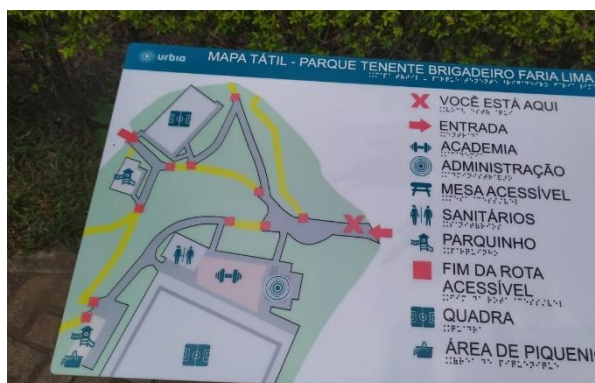 urbia
MAPA TÁTIL - PARQUE TENENTE BRIGADEIRO FARIA LIMA
VOCÊ ESTÁ AQUI
ENTRADA
ACADEMIA
ADMINISTRAÇÃO
MESA ACESSÍVEL
SANITÁRIOS
PARQUINHO
FIM DA ROTA
ACESSÍVEL
QUADRA
ÁREA DE PIQUENI